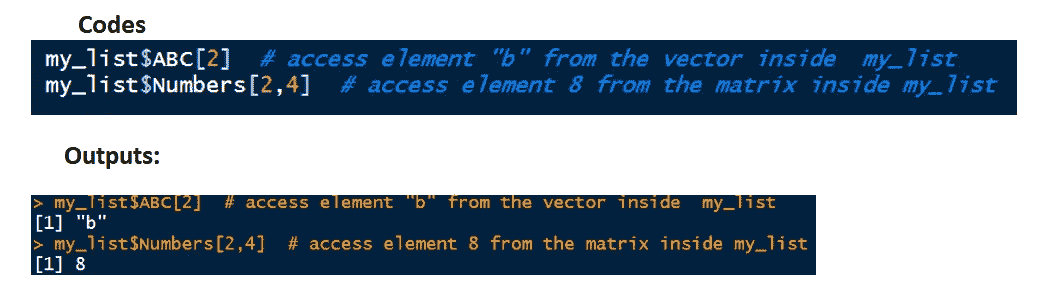 Codes
my_list$ABC[2]  # access element "b" from the vector inside  my_list
my_list$Numbers[2,4]  # access element 8 from the matrix inside my_list
Outputs:
> my_list$ABC[2]  # access element "b" from the vector inside  my_list
[1] "b"
> my_list$Numbers[2,4]  # access element 8 from the matrix inside my_list
[1] 8